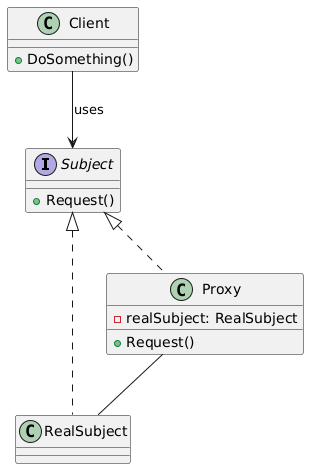 C Client
+ DoSomething()
uses
I Subject
+ Request()
C Proxy
realSubject: RealSubject
+ Request()
C RealSubject